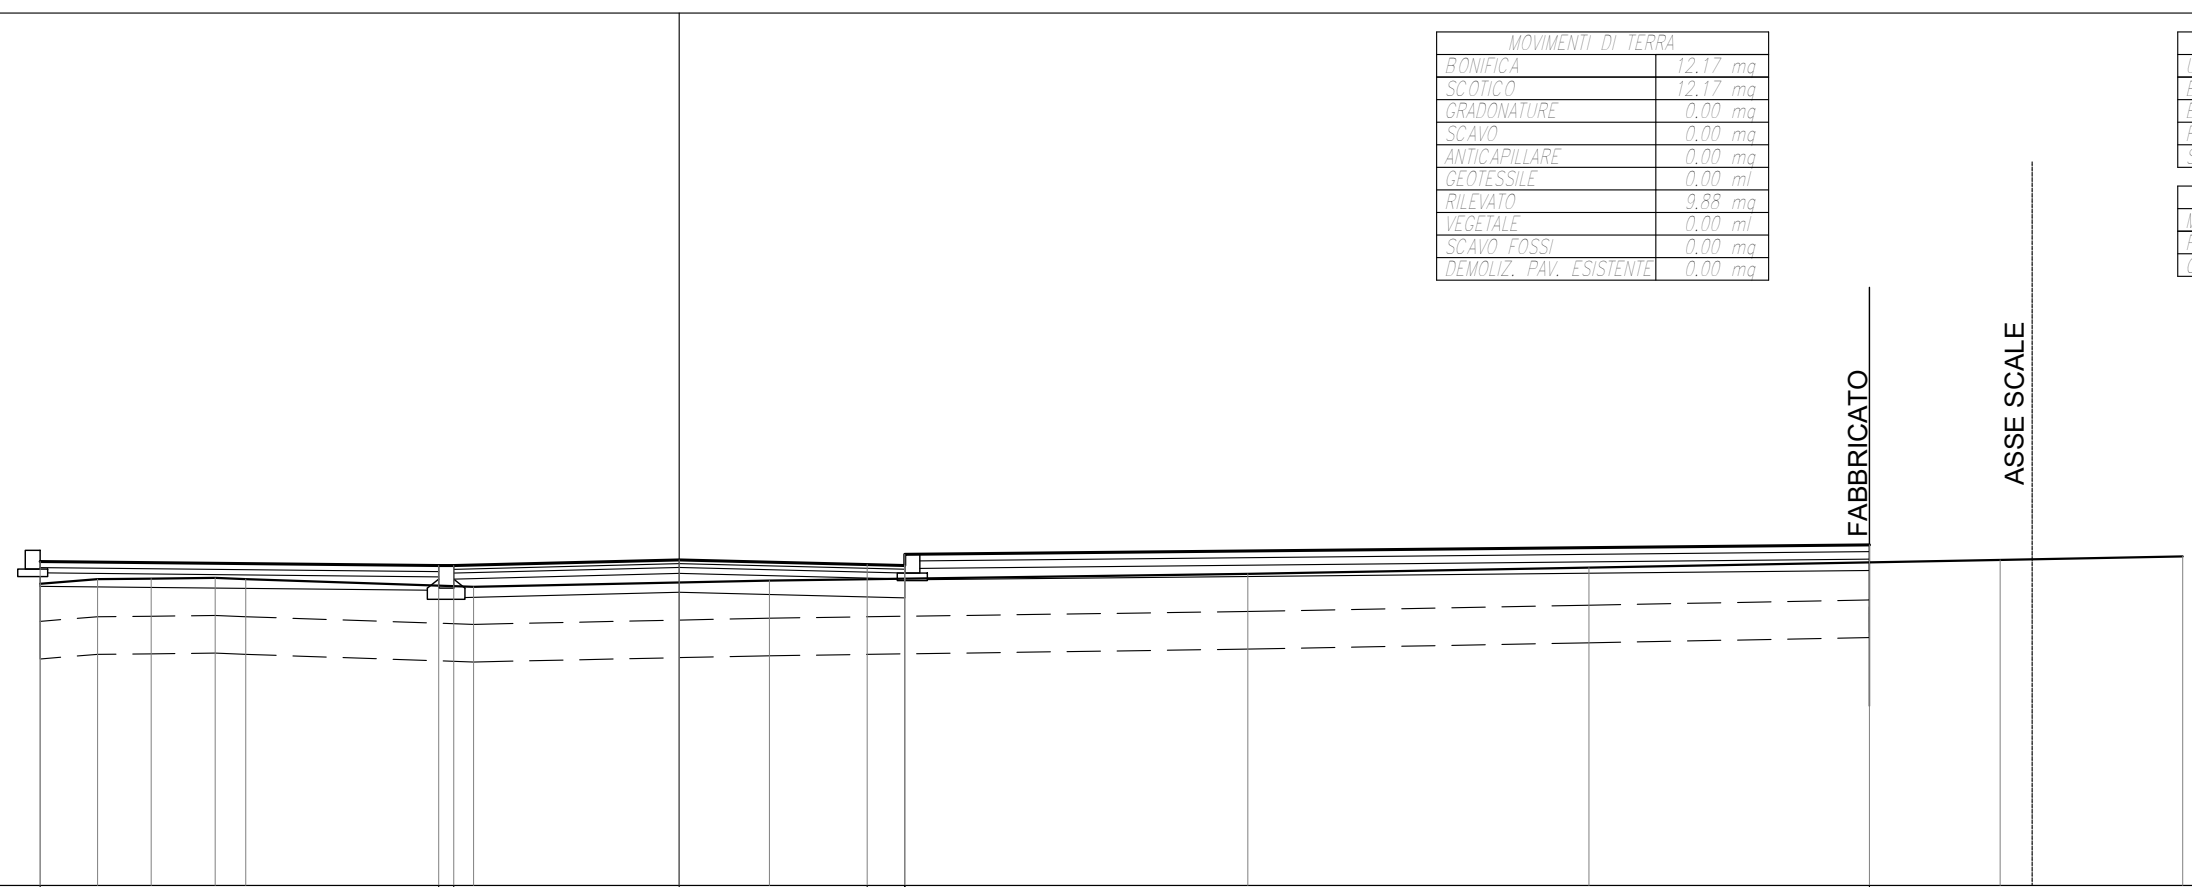 MOVIMENTI DI TERRA
BONIFICA 12.17 mq
SCOTICO 12.17 mq
GRADONATURE 0.00 mq
SCAVO 0.00 mq
ANTICAPILLARE 0.00 mq
GEOTESSILE 0.00 ml
RILEVATO 9.88 mq
VEGETALE 0.00 ml
SCAVO FOSSI 0.00 mq
DEMOLIZ. PAV. ESISTENTE 0.00 mq
FABBRICATO
ASSE SCALE